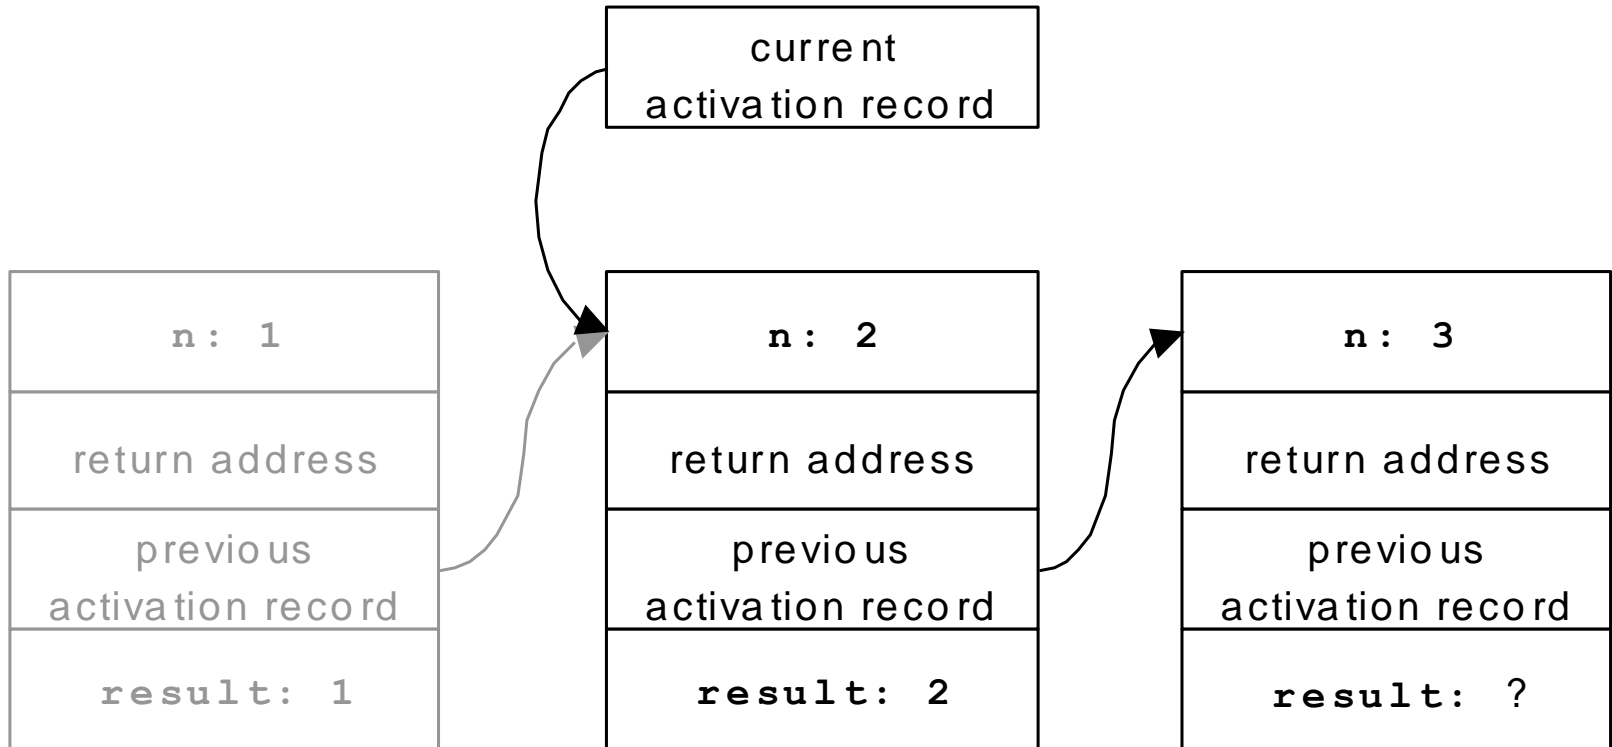 current
activation record
n: 1
return address
previous
activation record
result: 1
n: 2
return address
previous
activation record
result: 2
n: 3
return address
previous
activation record
result: ?